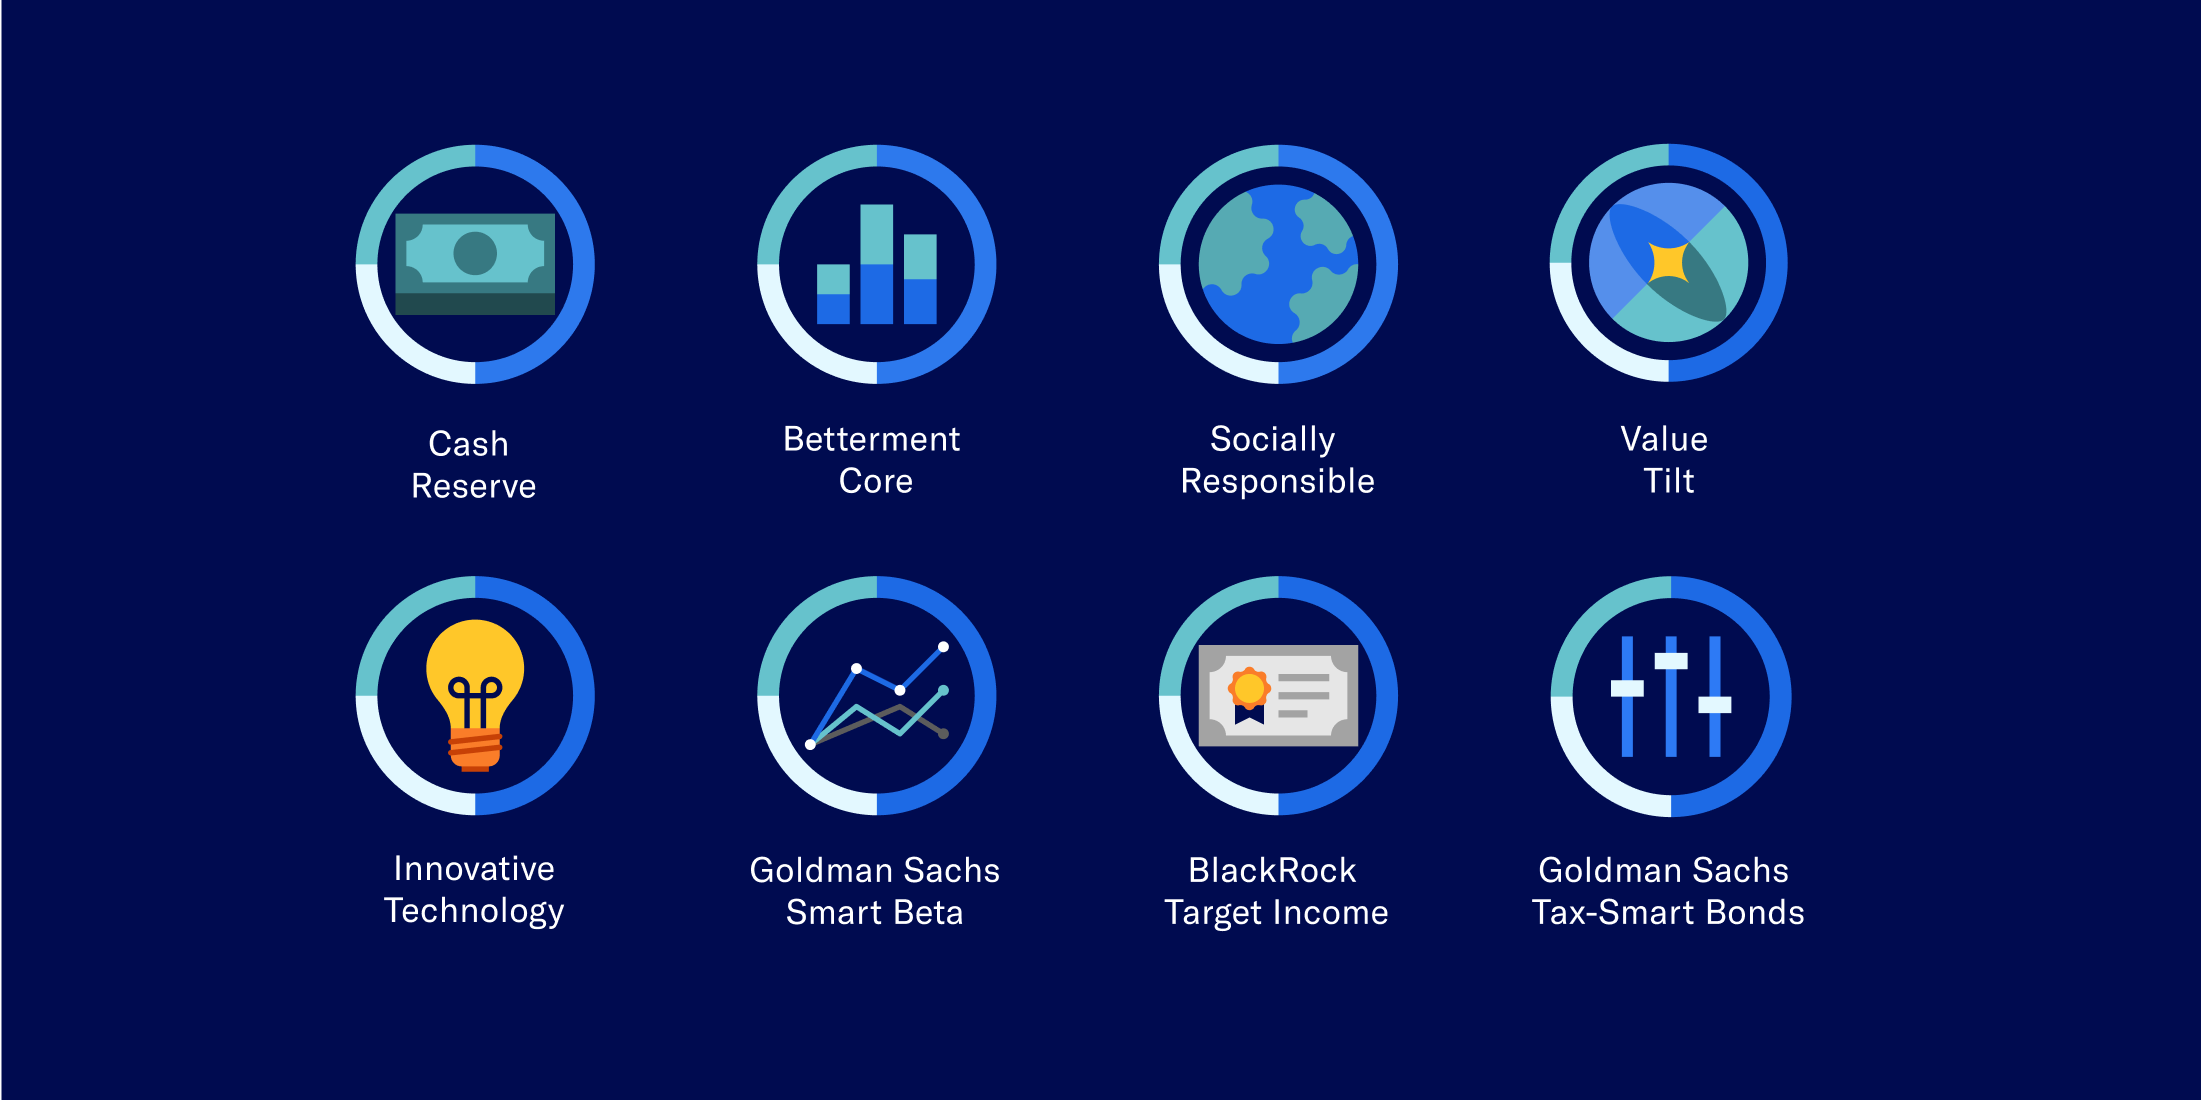 Cash
Reserve
Betterment
Core
Socially
Responsible
Value
Tilt
Innovative
Technology
Goldman Sachs
Smart Beta
BlackRock
Target Income
Goldman Sachs
Tax-Smart Bonds